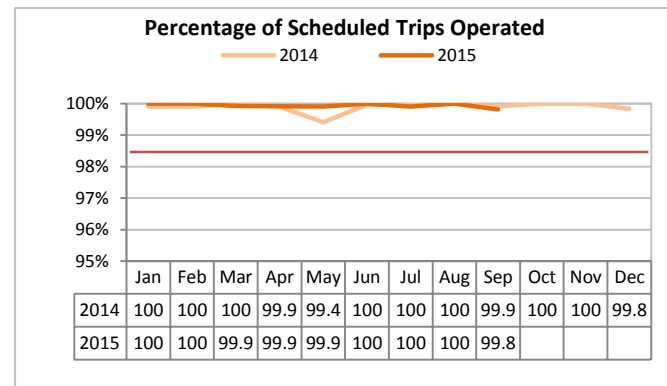 Percentage of Scheduled Trips Operated
2014 2015
100%
99%
98%
97%
96%
95%
Jan Feb Mar Apr May Jun Jul Aug Sep Oct Nov Dec
2014 100 100 100 99.9 99.4 100 100 100 99.9 100 100 99.8
2015 100 100 99.9 99.9 99.9 100 100 100 99.8